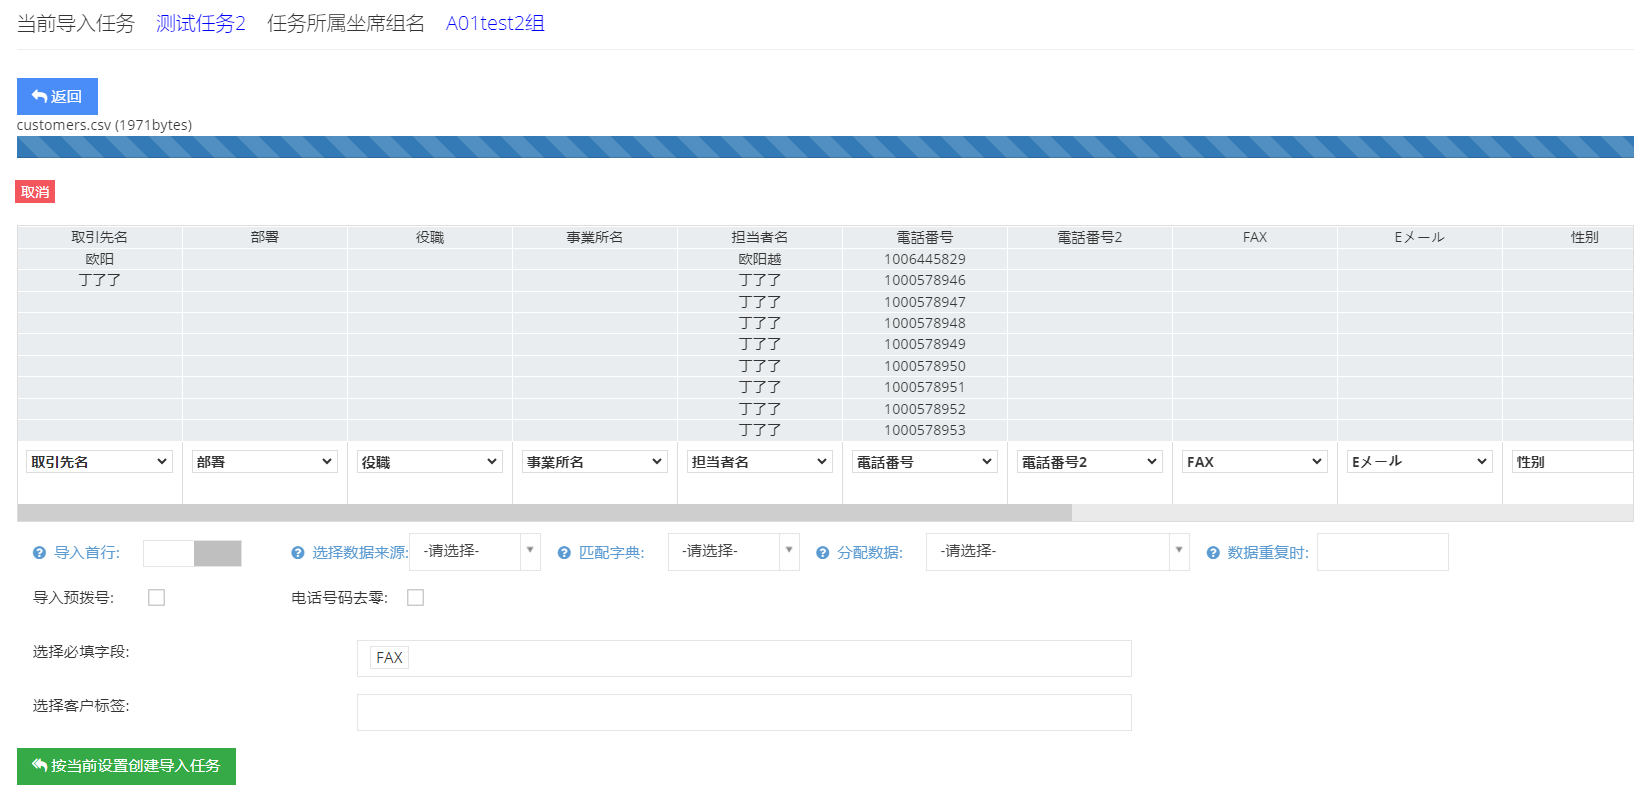 当前导入任务 测试任务2 任务所属坐席组名 A01test2组
返回
customers.csv (1971bytes)
取消
取引先名 部署 役職 事業所名 担当者名 電話番号 電話番号2 FAX Eメール 性别
欧阳 欧阳越 1006445829
丁了了 丁了了 1000578946
丁了了 1000578947
丁了了 1000578948
丁了了 1000578949
丁了了 1000578950
丁了了 1000578951
丁了了 1000578952
丁了了 1000578953
取引先名 部署 役職 事業所名 担当者名 電話番号 電話番号2 FAX Eメール 性别
导入首行: 选择数据来源: -请选择- 匹配字典: -请选择- 分配数据: -请选择- 数据重复时:
导入预拨号: 电话号码去零:
选择必填字段: FAX
选择客户标签:
按当前设置创建导入任务